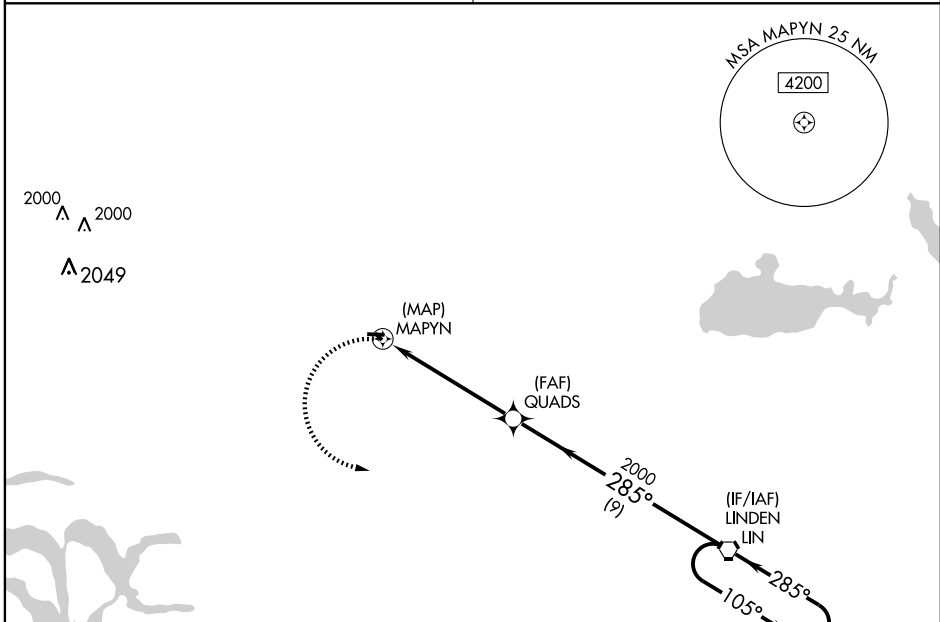 MSA MAPYN 25 NM
4200
2000
2000
2049
(MAP)
MAPYN
(FAF)
QUADS
2000
285°
(9)
(IF/IAF)
LINDEN
LIN
285°
105°